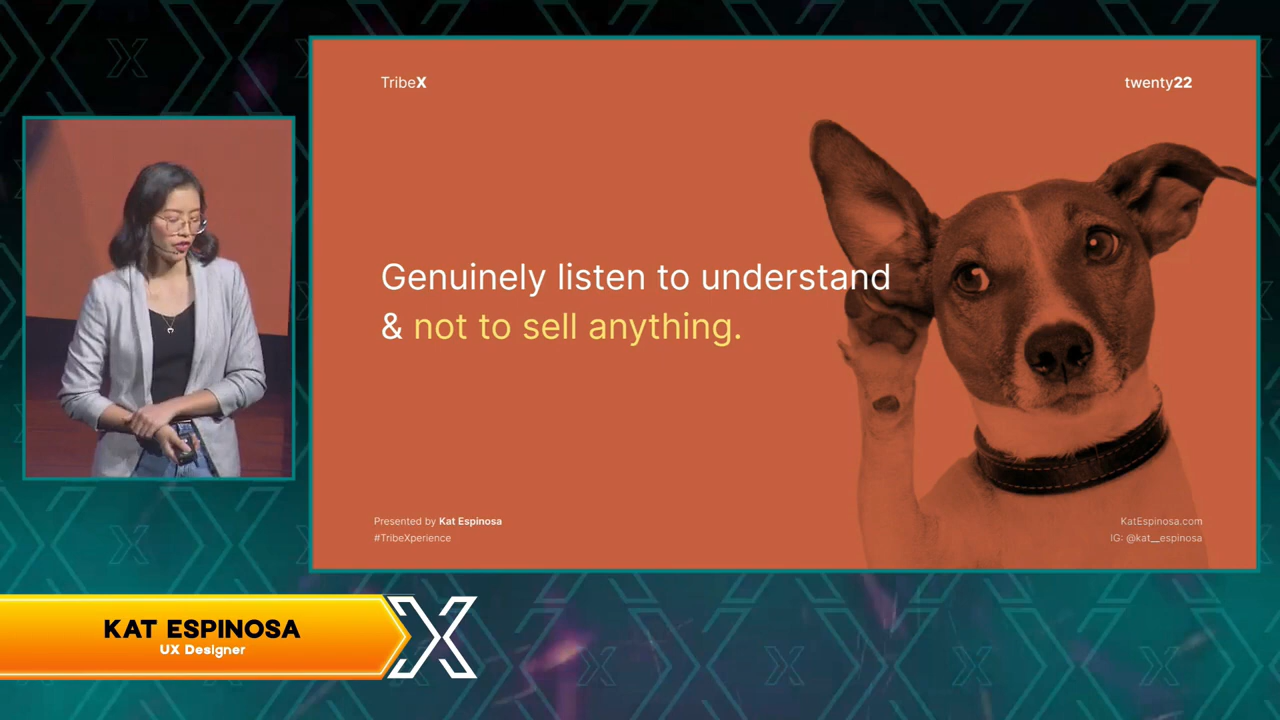 TribeX
twenty22
Genuinely listen to understand
& not to sell anything.
Presented by Kat Espinosa
#TribeXperience
KatEspinosa.com
IG: @kat__espinosa
KAT ESPINOSA
UX Designer
X